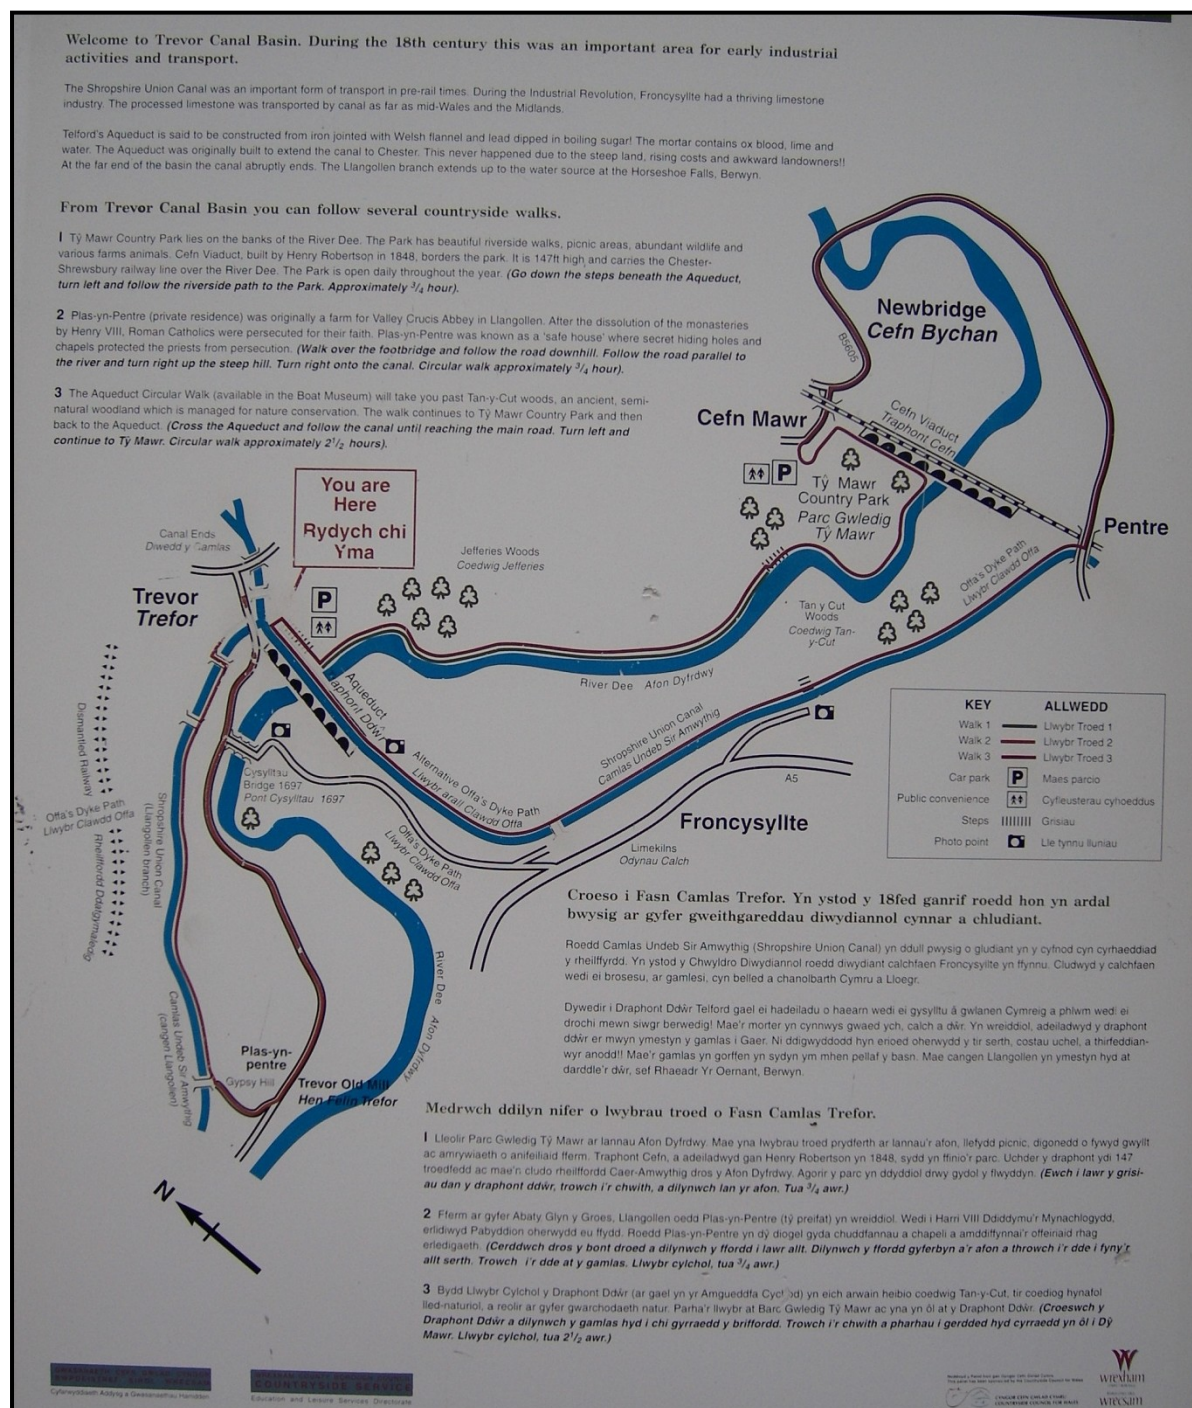 Welcome to Trevor Canal Basin. During the 18th century this was an important area for early industrial
activities and transport.
The Shropshire Union Canal was an important form of transport in pre-rail times. During the Industrial Revolution, Froncysyllte had a thriving limestone
industry. The processed limestone was transported by canal as far as mid-Wales and the Midlands.
Telford's Aqueduct is said to be constructed from iron jointed with Welsh flannel and lead dipped in boiling sugar! The mortar contains ox blood, lime and
water. The Aqueduct was originally built to extend the canal to Chester. This never happened due to the steep land, rising costs and awkward landowners!!
At the far end of the basin the canal abruptly ends. The Llangollen branch extends up to the water source at the Horseshoe Falls, Berwyn.
From Trevor Canal Basin you can follow several countryside walks.
1 Tŷ Mawr Country Park lies on the banks of the River Dee. The Park has beautiful riverside walks, picnic areas, abundant wildlife and
various farms animals. Cefn Viaduct, built by Henry Robertson in 1848, borders the park. It is 147ft high and carries the Chester-
Shrewsbury railway line over the River Dee. The Park is open daily throughout the year. (Go down the steps beneath the Aqueduct,
turn left and follow the riverside path to the Park. Approximately 3/4 hour).
2 Plas-yn-Pentre (private residence) was originally a farm for Valley Crucis Abbey in Llangollen. After the dissolution of the monasteries
by Henry VIII, Roman Catholics were persecuted for their faith. Plas-yn-Pentre was known as a 'safe house' where secret hiding holes and
chapels protected the priests from persecution. (Walk over the footbridge and follow the road downhill. Follow the road parallel to
the river and turn right up the steep hill. Turn right onto the canal. Circular walk approximately 3/4 hour).
3 The Aqueduct Circular Walk (available in the Boat Museum) will take you past Tan-y-Cut woods, an ancient, semi-
natural woodland which is managed for nature conservation. The walk continues to Tŷ Mawr Country Park and then
back to the Aqueduct. (Cross the Aqueduct and follow the canal until reaching the main road. Turn left and
continue to Tŷ Mawr. Circular walk approximately 2 1/2 hours).
Newbridge
Cefn Bychan
B5605
Cefn Mawr
Cefn Viaduct
Traphont Cefn
P
Tŷ Mawr
Country Park
Parc Gwledig
Tŷ Mawr
Pentre
You are
Here
Rydych chi
Yma
Canal Ends
Diwedd y Camlas
Jefferies Woods
Coedwig Jefferies
Trevor
Trefor
P
Offa's Dyke Path
Llwybr Clawdd Offa
Tan y Cut
Woods
Coedwig Tan-
y-Cut
River Dee Afon Dyfrdwy
Aqueduct
aphont Ddŵr
Shropshire Union Canal
Camlas Undeb Sir Amwythig
Alternative Offa's Dyke Path
Llwybr arall Clawdd Offa
A5
Froncysyllte
Limekilns
Odynau Calch
Cysylltau
Bridge 1697
Pont Cysylltau 1697
Offa's Dyke Path
Llwybr Clawdd Offa
Dismantled Railway
Offa's Dyke Path
Llwybr Clawdd Offa
Rheilffordd Ddatgymaledig
Shropshire Union Canal
(Llangollen branch)
Camlas Undeb Sir Amwythig
(cangen Llangollen)
River Dee Afon Dyfrdwy
Plas-yn-
pentre
Gypsy Hill
Trevor Old Mill
Hen Felin Trefor
N
KEY ALLWEDD
Walk 1 Llwybr Troed 1
Walk 2 Llwybr Troed 2
Walk 3 Llwybr Troed 3
Car park P Maes parcio
Public convenience Cyfleusterau cyhoeddus
Steps Grisiau
Photo point Lle tynnu lluniau
Croeso i Fasn Camlas Trefor. Yn ystod y 18fed ganrif roedd hon yn ardal
bwysig ar gyfer gweithgareddau diwydiannol cynnar a chludiant.
Roedd Camlas Undeb Sir Amwythig (Shropshire Union Canal) yn ddull pwysig o gludiant yn y cyfnod cyn cyrhaeddiad
y rheilffyrdd. Yn ystod y Chwyldro Diwydiannol roedd diwydiant calchfaen Froncysyllte yn ffynnu. Cludwyd y calchfaen
wedi ei brosesu, ar gamlesi, cyn belled a chanolbarth Cymru a Lloegr.
Dywedir i Draphont Ddŵr Telford gael ei hadeiladu o haearn wedi ei gysylltu â gwlanen Cymreig a phlwm wedi ei
drochi mewn siwgr berwedig! Mae'r morter yn cynnwys gwaed ych, calch a dŵr. Yn wreiddiol, adeiladwyd y draphont
ddŵr er mwyn ymestyn y gamlas i Gaer. Ni ddigwyddodd hyn erioed oherwydd y tir serth, costau uchel, a thirfeddian-
wyr anodd!! Mae'r gamlas yn gorffen yn sydyn ym mhen pellaf y basn. Mae cangen Llangollen yn ymestyn hyd at
darddle'r dŵr, sef Rhaeadr Yr Oernant, Berwyn.
Medrwch ddilyn nifer o lwybrau troed o Fasn Camlas Trefor.
1 Lleolir Parc Gwledig Tŷ Mawr ar lannau Afon Dyfrdwy. Mae yna lwybrau troed prydferth ar lannau'r afon, llefydd picnic, digonedd o fywyd gwyllt
ac amrywiaeth o anifeiliaid fferm. Traphont Cefn, a adeiladwyd gan Henry Robertson yn 1848, sydd yn ffinio'r parc. Uchder y draphont ydi 147
troedfedd ac mae'n cludo rheilffordd Caer-Amwythig dros y Afon Dyfrdwy. Agorir y parc yn ddyddiol drwy gydol y flwyddyn. (Ewch i lawr y grisi-
au dan y draphont ddŵr, trowch i'r chwith, a dilynwch lan yr afon. Tua 3/4 awr.)
2 Fferm ar gyfer Abaty Glyn y Groes, Llangollen oedd Plas-yn-Pentre (tŷ preifat) yn wreiddiol. Wedi i Harri VIII Ddiddymu'r Mynachlogydd,
erlidiwyd Pabyddion oherwydd eu ffydd. Roedd Plas-yn-Pentre yn dŷ diogel gyda chuddfannau a chapeli a amddiffynnai'r offeiriaid rhag
erledigaeth. (Cerddwch dros y bont droed a dilynwch y ffordd i lawr allt. Dilynwch y ffordd gyferbyn a'r afon a throwch i'r dde i fyny'r
allt serth. Trowch i'r dde at y gamlas. Llwybr cylchol, tua 3/4 awr.)
3 Bydd Llwybr Cylchol y Draphont Ddŵr (ar gael yn yr Amgueddfa) yn eich arwain heibio coedwig Tan-y-Cut, tir coediog hynafol
lled-naturiol, a reolir ar gyfer gwarchodaeth natur. Parha'r llwybr at Barc Gwledig Tŷ Mawr ac yna yn ôl at y Draphont Ddŵr. (Croeswch y
Draphont Ddŵr a dilynwch y gamlas hyd i chi gyrraedd y briffordd. Trowch i'r chwith a pharhau i gerdded hyd cyrraedd yn ôl i Dŷ
Mawr. Llwybr cylchol, tua 2 1/2 awr.)
Cyfarwyddiaeth Addysg a Gwasanaethau Hamdden
COUNTRYSIDE SERVICE
Education and Leisure Services Directorate
CYNGOR CEFN GWLAD CYMRU
COUNTRYSIDE COUNCIL FOR WALES
wrexham
wrecsam